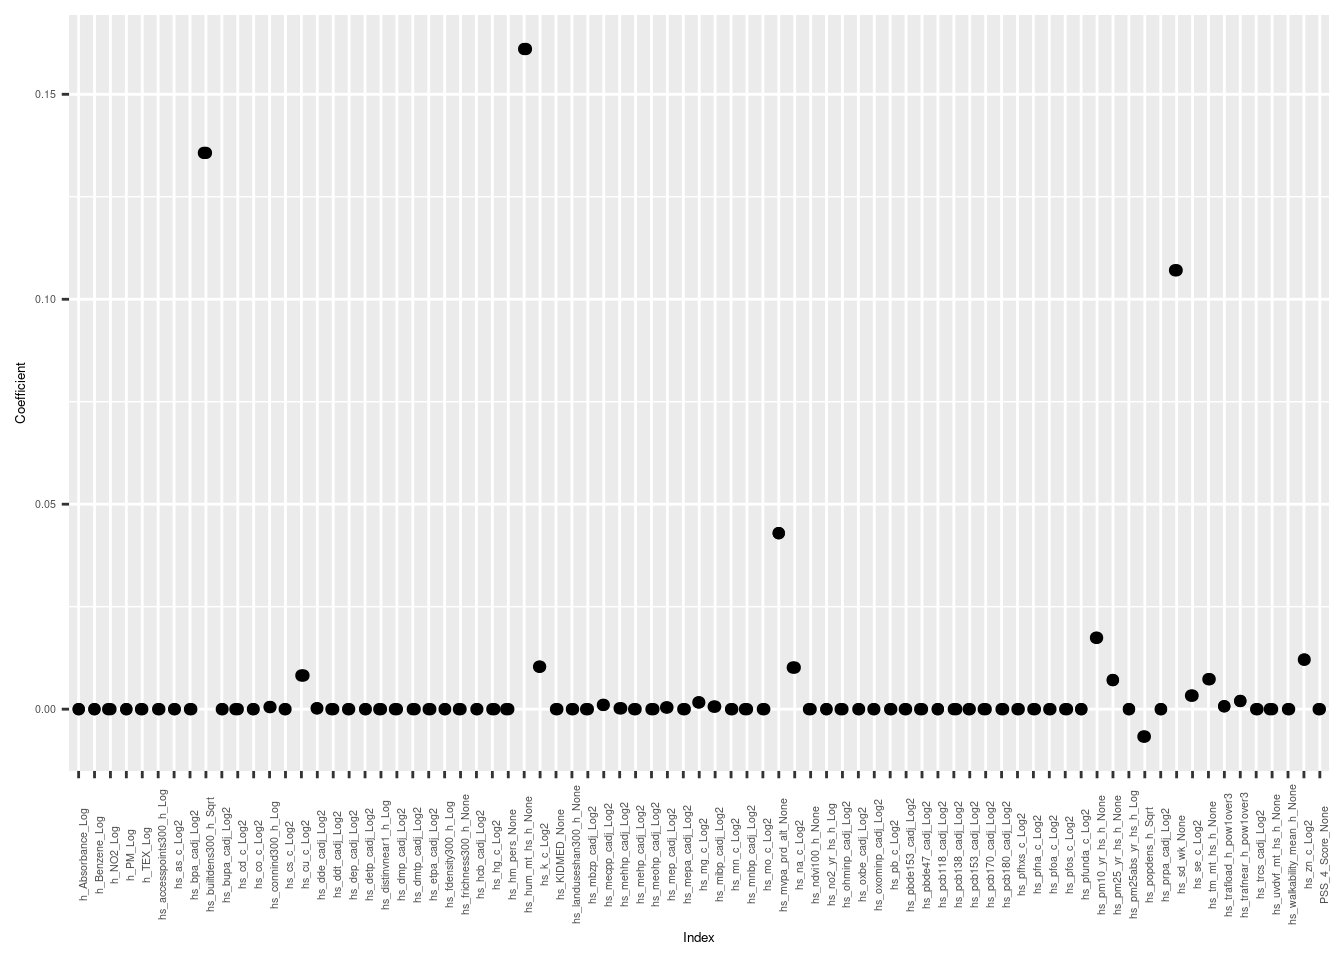 0.15
0.10
0.05
0.00
Coefficient
h_Absorbance_Log
h_Benzene_Log
h_NO2_Log
h_PM_Log
h_TEX_Log
hs_accesspoints300_h_Log
hs_as_c_Log2
hs_bpa_cadj_Log2
hs_builtdens300_h_Sqrt
hs_bupa_cadj_Log2
hs_cd_c_Log2
hs_co_c_Log2
hs_connind300_h_Log
hs_cs_c_Log2
hs_cu_c_Log2
hs_dde_cadj_Log2
hs_ddt_cadj_Log2
hs_dep_cadj_Log2
hs_detp_cadj_Log2
hs_distinvnear1_h_Log
hs_dmp_cadj_Log2
hs_dmtp_cadj_Log2
hs_etpa_cadj_Log2
hs_fdensity300_h_Log
hs_frichness300_h_None
hs_hcb_cadj_Log2
hs_hg_c_Log2
hs_hm_pers_None
hs_hum_mt_hs_h_None
hs_k_c_Log2
hs_KIDMED_None
hs_landuseshan300_h_None
hs_mbzp_cadj_Log2
hs_mecpp_cadj_Log2
hs_mehhp_cadj_Log2
hs_mehp_cadj_Log2
hs_meohp_cadj_Log2
hs_mep_cadj_Log2
hs_mepa_cadj_Log2
hs_mg_c_Log2
hs_mibp_cadj_Log2
hs_mn_c_Log2
hs_mnbp_cadj_Log2
hs_mo_c_Log2
hs_mvpa_prd_alt_None
hs_na_c_Log2
hs_ndvi100_h_None
hs_no2_yr_hs_h_Log
hs_ohminp_cadj_Log2
hs_oxbe_cadj_Log2
hs_oxominp_cadj_Log2
hs_pb_c_Log2
hs_pbde153_cadj_Log2
hs_pbde47_cadj_Log2
hs_pcb118_cadj_Log2
hs_pcb138_cadj_Log2
hs_pcb153_cadj_Log2
hs_pcb170_cadj_Log2
hs_pcb180_cadj_Log2
hs_pfhxs_c_Log2
hs_pfna_c_Log2
hs_pfoa_c_Log2
hs_pfos_c_Log2
hs_pfunda_c_Log2
hs_pm10_yr_hs_h_None
hs_pm25_yr_hs_h_None
hs_pm25abs_yr_hs_h_Log
hs_popdens_h_Sqrt
hs_prpa_cadj_Log2
hs_sd_wk_None
hs_se_c_Log2
hs_tm_mt_hs_h_None
hs_trafload_h_pow1over3
hs_trafnear_h_pow1over3
hs_trcs_cadj_Log2
hs_uvdvf_mt_hs_h_None
hs_walkability_mean_h_None
hs_zn_c_Log2
PSS_4_Score_None
Index